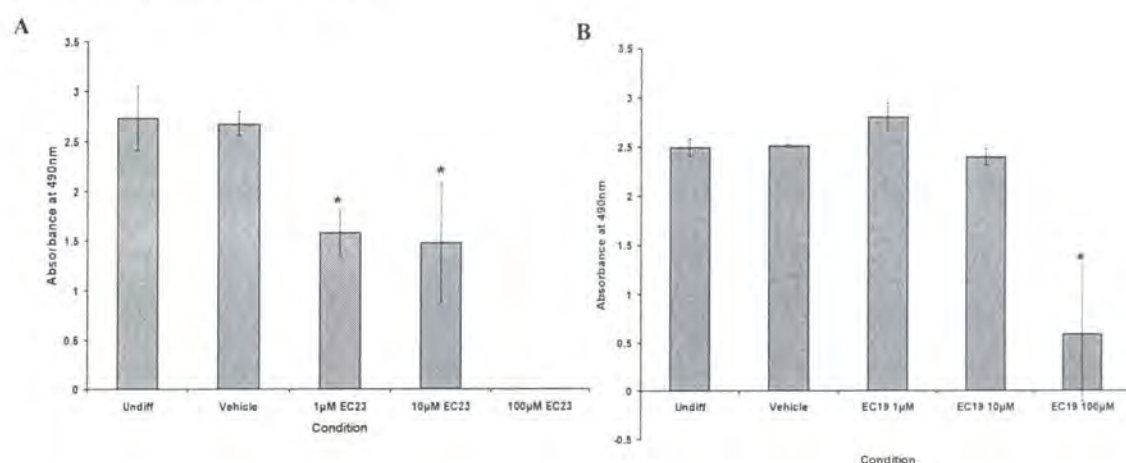 A
3.5
3
2.5
2
1.5
1
0.5
0
Absorbance at 490nm
*
*
Undiff Vehicle 1µM EC23 10µM EC23 100µM EC23
Condition
B
3.5
3
2.5
2
1.5
1
0.5
0
-0.5
Absorbance at 490nm
*
Undiff Vehicle EC19 1µM EC19 10µM EC19 100µM
Condition